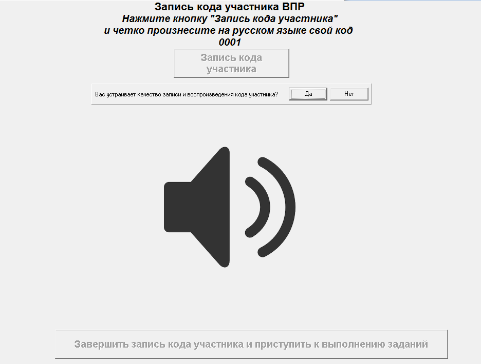 Запись кода участника ВПР
Нажмите кнопку "Запись кода участника"
и четко произнесите на русском языке свой код
0001
Запись кода
участника
Вас устраивает качество записи и воспроизведения кода участника?
Да
Нет
Завершить запись кода участника и приступить к выполнению заданий